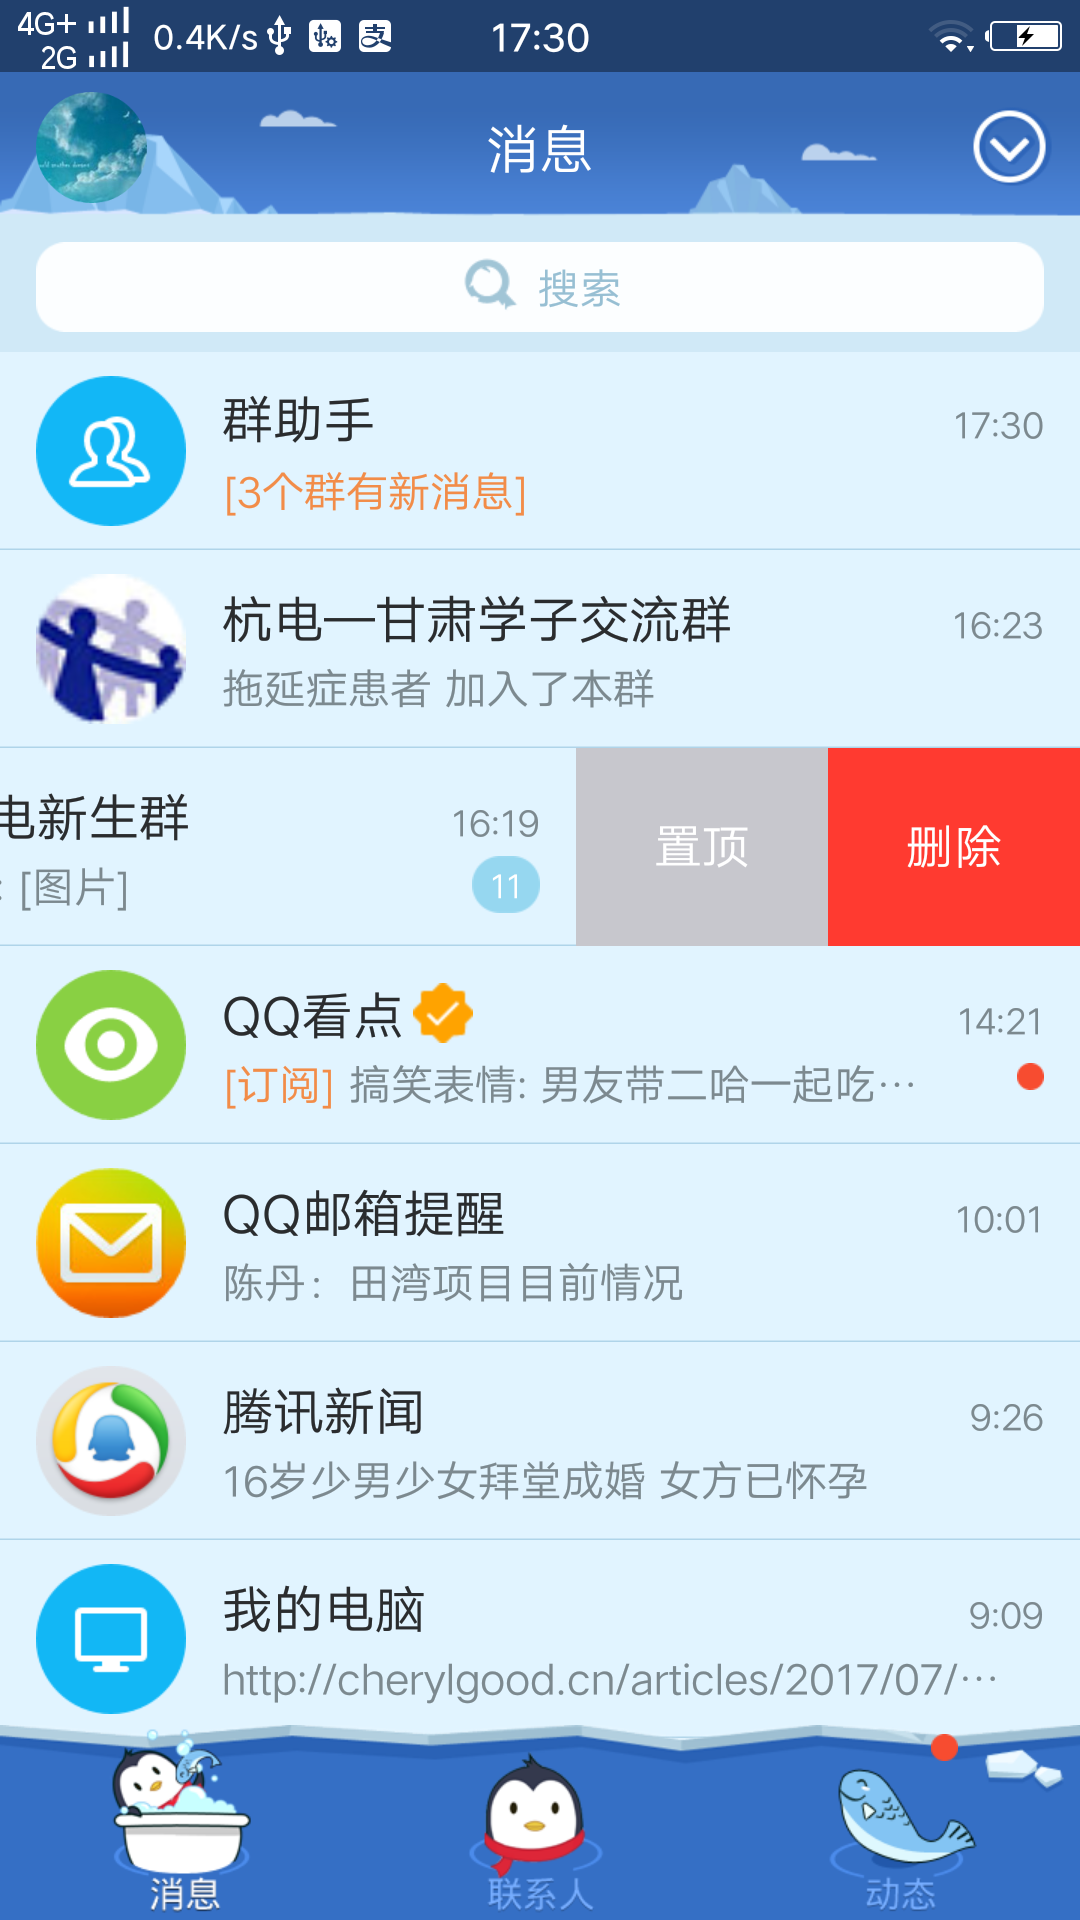 4G+ 0.4K/s 17:30
2G
消息
搜索
群助手 17:30
[3个群有新消息]
杭电—甘肃学子交流群 16:23
拖延症患者 加入了本群
电新生群 16:19 置顶 删除
: [图片] 11
QQ看点 14:21
[订阅] 搞笑表情: 男友带二哈一起吃…
QQ邮箱提醒 10:01
陈丹：田湾项目目前情况
腾讯新闻 9:26
16岁少男少女拜堂成婚 女方已怀孕
我的电脑 9:09
http://cherylgood.cn/articles/2017/07/…
消息 联系人 动态